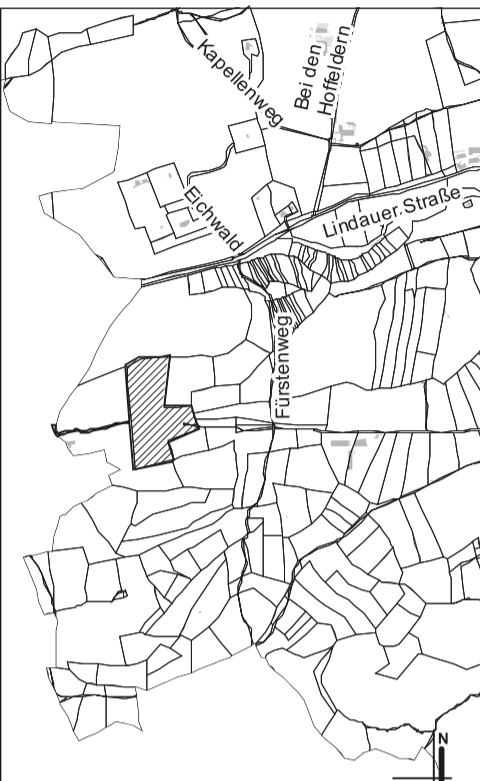 Kapellenweg
Bei den
Hoffeldern
Eichwald
Lindauer Straße
Fürstenweg
N